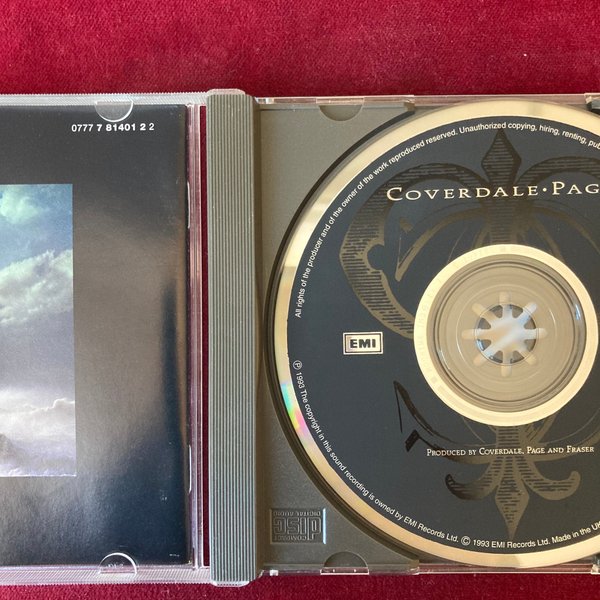 0777 7 81401 2 2
All rights of the producer and of the owner of the work reproduced reserved. Unauthorized copying, hiring, renting, pub
COVERDALE·PAG
EMI
PRODUCED BY COVERDALE, PAGE AND FRASER
Ⓟ 1993 The copyright in this sound recording is owned by EMI Records Ltd. © 1993 EMI Records Ltd. Made in the UK
COMPACT
disc
DIGITAL AUDIO